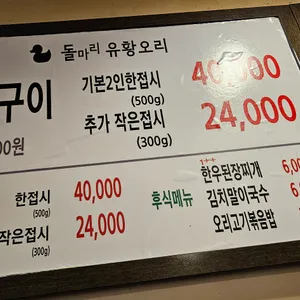 돌마리 유황오리
구이
기본2인한접시 40,000
(500g)
추가 작은접시 24,000
(300g)
00원
한접시 40,000
(500g)
작은접시 24,000
(300g)
후식메뉴
1++
한우된장찌개 6,0
김치말이국수 6
오리고기볶음밥